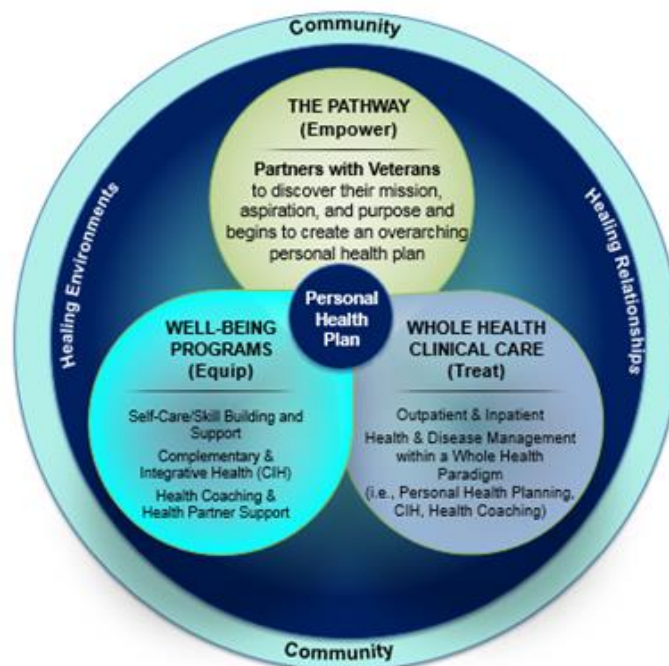 Community
THE PATHWAY
(Empower)
Partners with Veterans
to discover their mission,
aspiration, and purpose and
begins to create an overarching
personal health plan
Healing Environments
Healing Relationships
Personal
Health
Plan
WELL-BEING
PROGRAMS
(Equip)
Self-Care/Skill Building and
Support
Complementary &
Integrative Health (CIH)
Health Coaching &
Health Partner Support
WHOLE HEALTH
CLINICAL CARE
(Treat)
Outpatient & Inpatient
Health & Disease Management
within a Whole Health
Paradigm
(i.e., Personal Health Planning,
CIH, Health Coaching)
Community